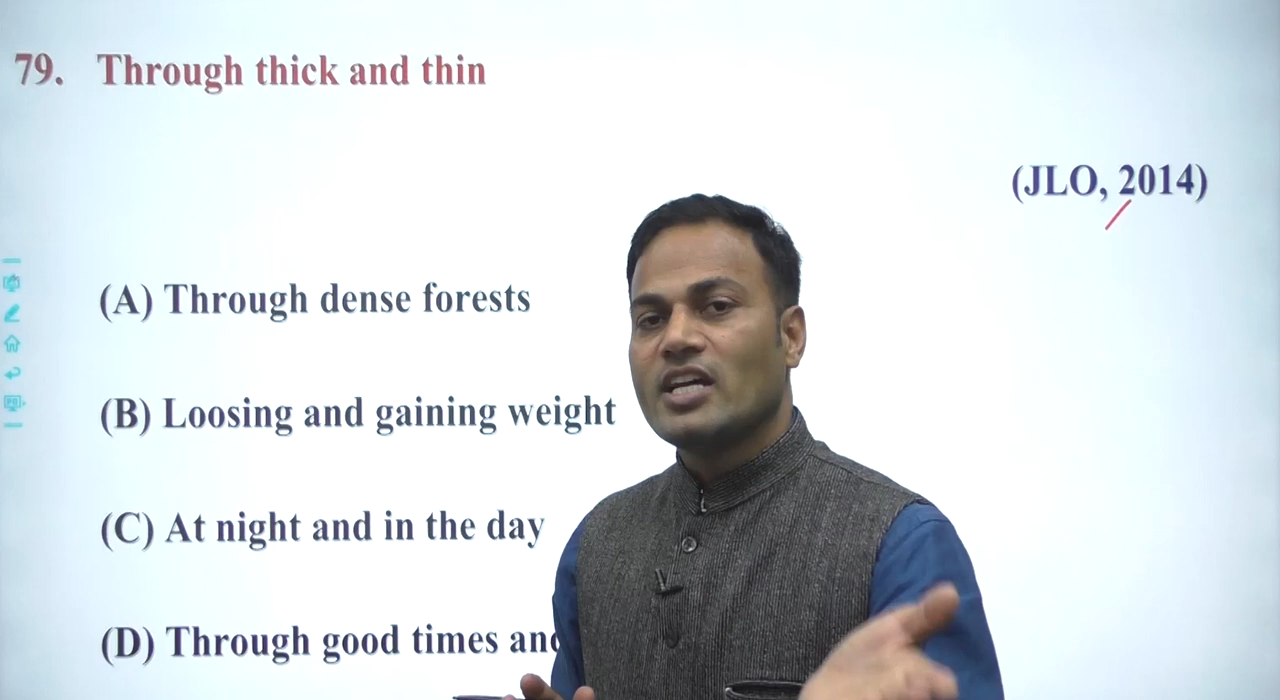 79. Through thick and thin
(JLO, 2014)
(A) Through dense forests
(B) Loosing and gaining weight
(C) At night and in the day
(D) Through good times and